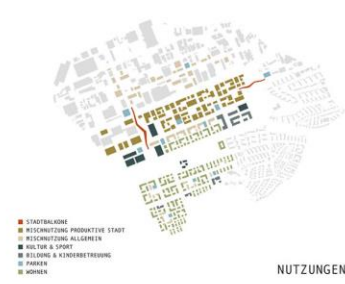 STADTBALKONE
MISCHNUTZUNG PRODUKTIVE STADT
MISCHNUTZUNG ALLGEMEIN
KULTUR & SPORT
BILDUNG & KINDERBETREUUNG
PARKEN
WOHNEN
NUTZUNGEN